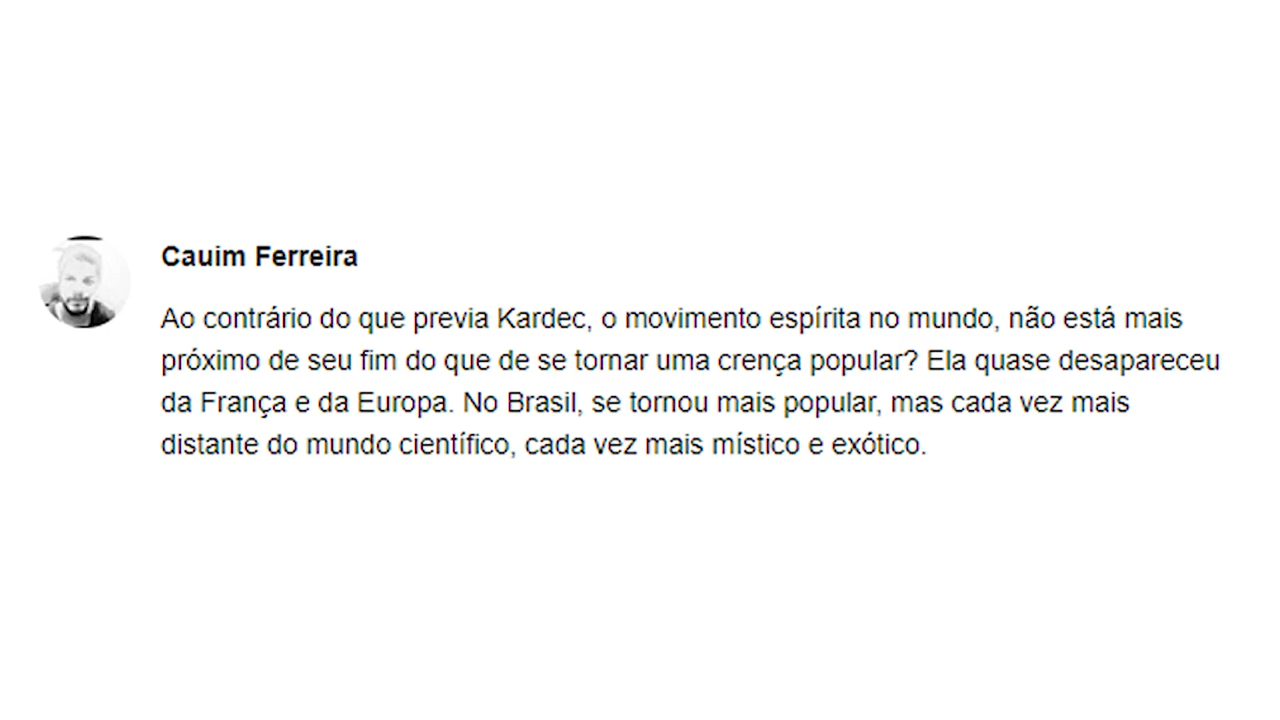 Cauim Ferreira
Ao contrário do que previa Kardec, o movimento espírita no mundo, não está mais
próximo de seu fim do que de se tornar uma crença popular? Ela quase desapareceu
da França e da Europa. No Brasil, se tornou mais popular, mas cada vez mais
distante do mundo científico, cada vez mais místico e exótico.